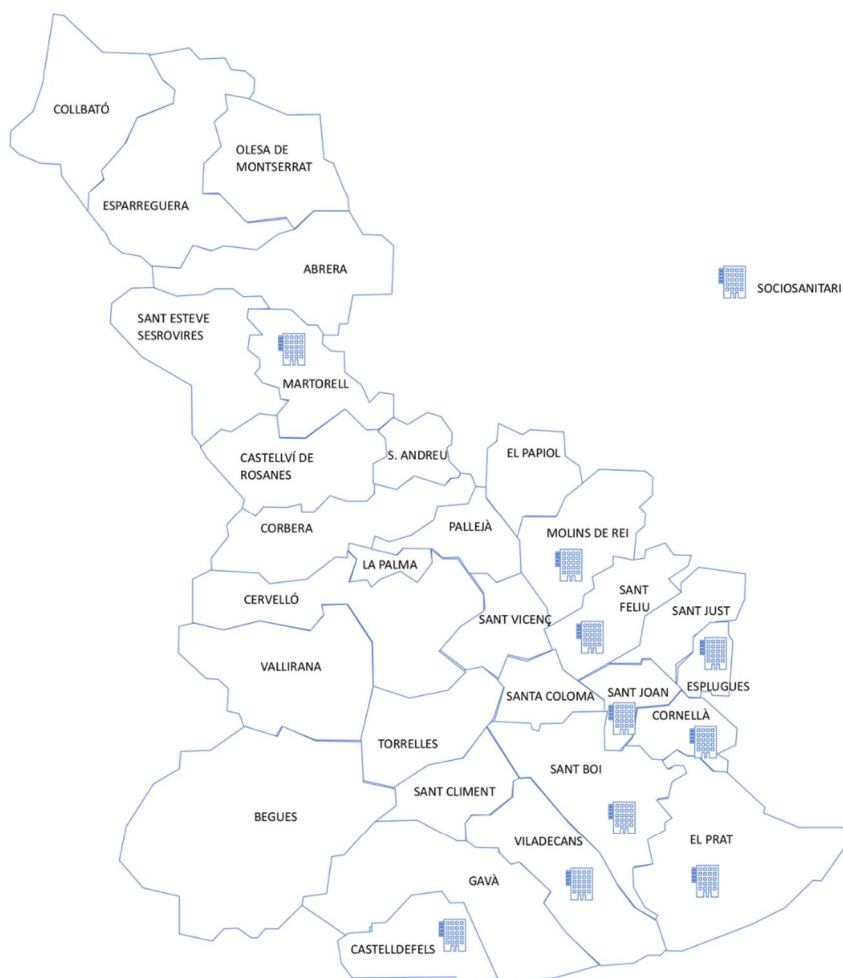 COLLBATÓ
OLESA DE
MONTSERRAT
ESPARREGUERA
ABRERA
SOCIOSANITARI
SANT ESTEVE
SESROVIRES
MARTORELL
CASTELLVÍ DE
ROSANES
S. ANDREU
EL PAPIOL
CORBERA
PALLEJÀ
MOLINS DE REI
LA PALMA
CERVELLÓ
SANT VICENÇ
SANT
FELIU
SANT JUST
VALLIRANA
SANTA COLOMA
SANT JOAN
ESPLUGUES
CORNELLÀ
TORRELLES
SANT BOI
SANT CLIMENT
BEGUES
VILADECANS
EL PRAT
GAVÀ
CASTELLDEFELS